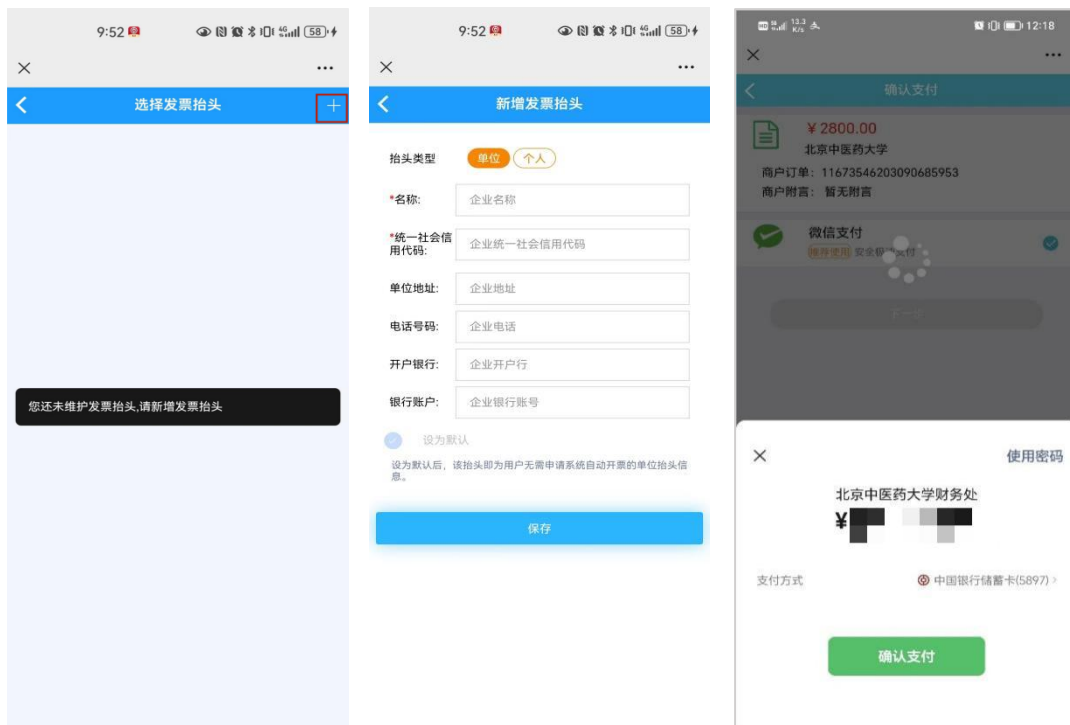 9:52
58
选择发票抬头
您还未维护发票抬头,请新增发票抬头
9:52
58
新增发票抬头
抬头类型 单位 个人
*名称: 企业名称
*统一社会信
用代码: 企业统一社会信用代码
单位地址: 企业地址
电话号码: 企业电话
开户银行: 企业开户行
银行账户: 企业银行账号
设为默认
设为默认后，该抬头即为用户无需申请系统自动开票的单位抬头信
息。
保存
13.3
K/s
12:18
确认支付
¥ 2800.00
北京中医药大学
商户订单：11673546203090685953
商户附言：暂无附言
微信支付
推荐使用 安全
下一步
使用密码
北京中医药大学财务处
¥
支付方式 中国银行储蓄卡(5897)
确认支付